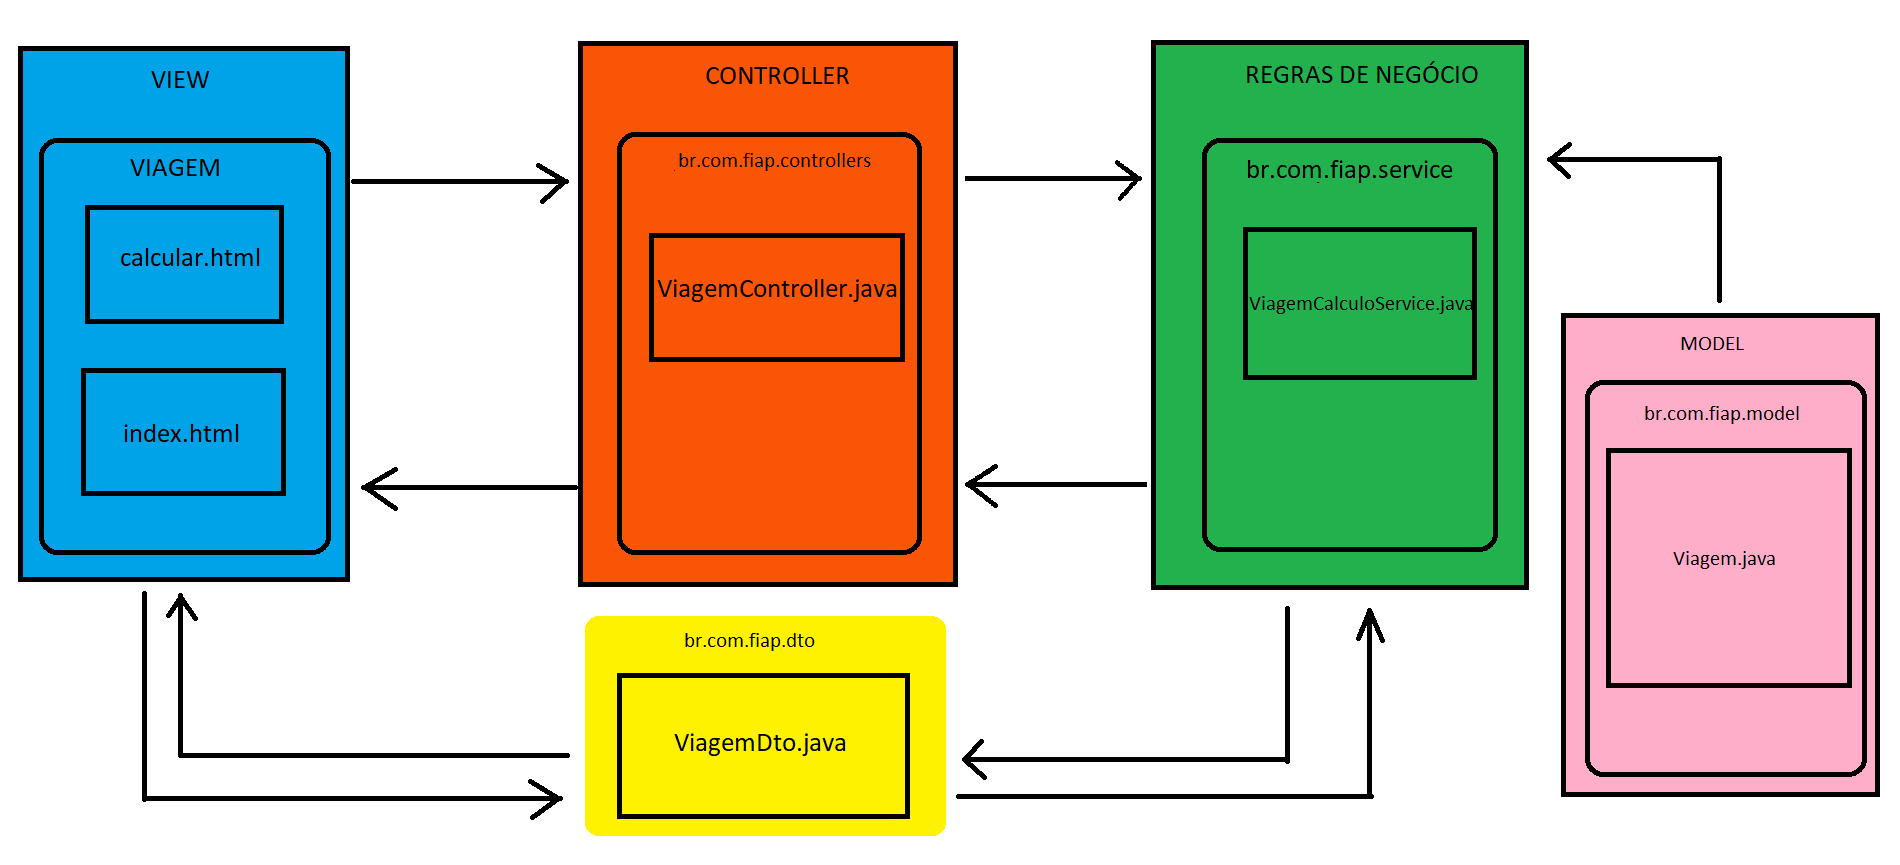 VIEW
VIAGEM
calcular.html
index.html
CONTROLLER
br.com.fiap.controllers
ViagemController.java
REGRAS DE NEGÓCIO
br.com.fiap.service
ViagemCalculoService.java
MODEL
br.com.fiap.model
Viagem.java
br.com.fiap.dto
ViagemDto.java